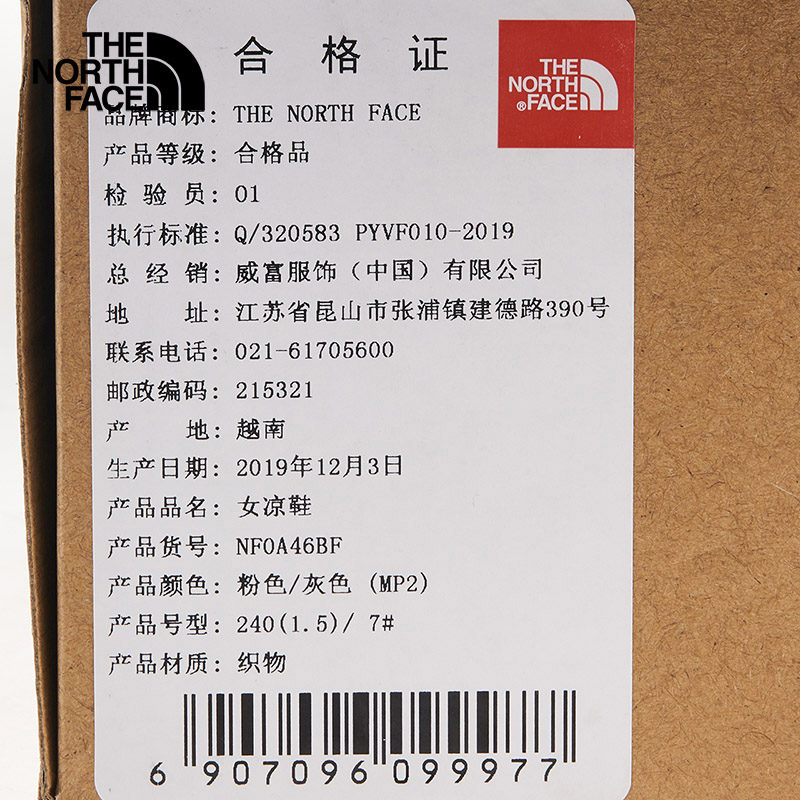 THE
NORTH
FACE
合格证
THE
NORTH
®FACE
品牌商标: THE NORTH FACE
产品等级: 合格品
检 验 员: 01
执行标准: Q/320583 PYVF010-2019
总 经 销: 威富服饰（中国）有限公司
地 址: 江苏省昆山市张浦镇建德路390号
联系电话: 021-61705600
邮政编码: 215321
产 地: 越南
生产日期: 2019年12月3日
产品品名: 女凉鞋
产品货号: NF0A46BF
产品颜色: 粉色/灰色 (MP2)
产品号型: 240(1.5)/ 7#
产品材质: 织物
6 907096 099977